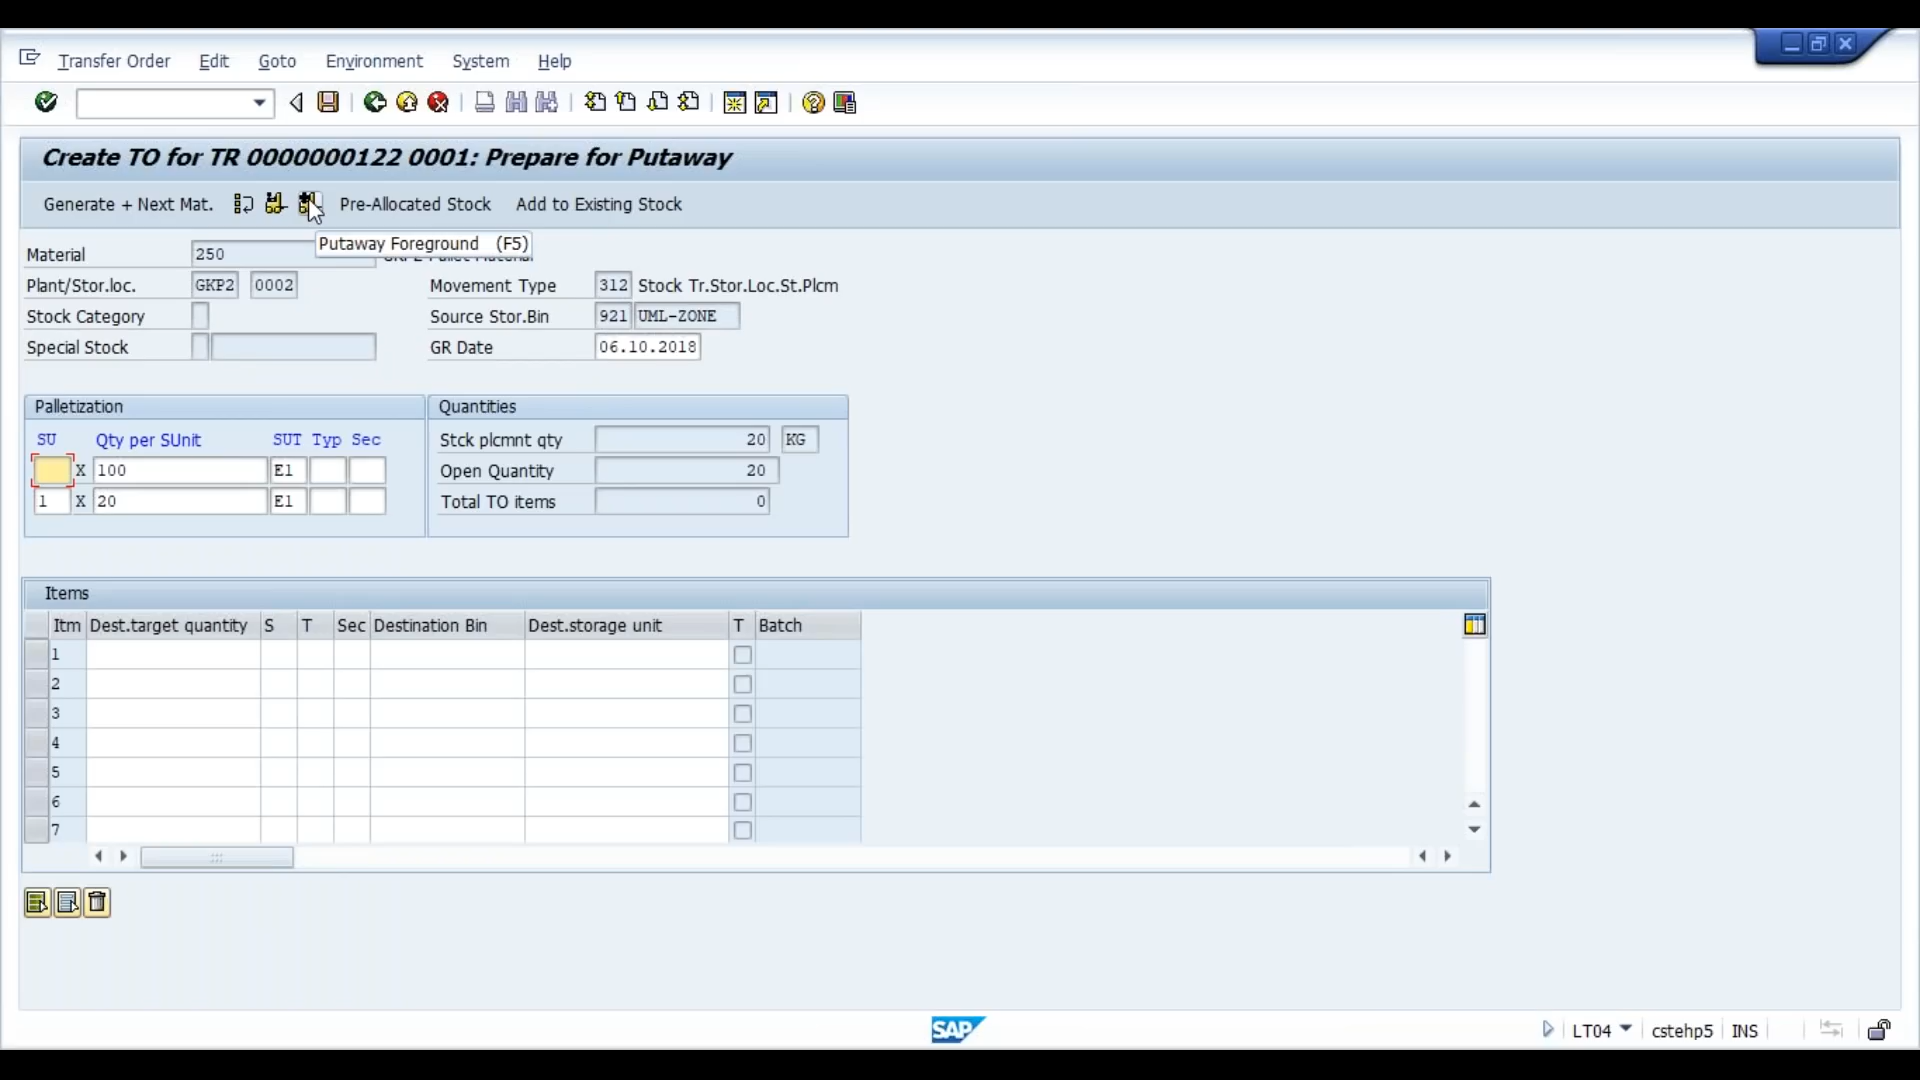 Transfer Order Edit Goto Environment System Help
Create TO for TR 0000000122 0001: Prepare for Putaway
Generate + Next Mat. Pre-Allocated Stock Add to Existing Stock
Putaway Foreground (F5)
Material 250
Plant/Stor.loc. GKP2 0002 Movement Type 312 Stock Tr.Stor.Loc.St.Plcm
Stock Category Source Stor.Bin 921 UML-ZONE
Special Stock GR Date 06.10.2018
Palletization Quantities
SU Qty per SUnit SUT Typ Sec Stck plcmnt qty 20 KG
X 100 E1 Open Quantity 20
1 X 20 E1 Total TO items 0
Items
Itm Dest.target quantity S T Sec Destination Bin Dest.storage unit T Batch
1
2
3
4
5
6
7
SAP LT04 cstehp5 INS